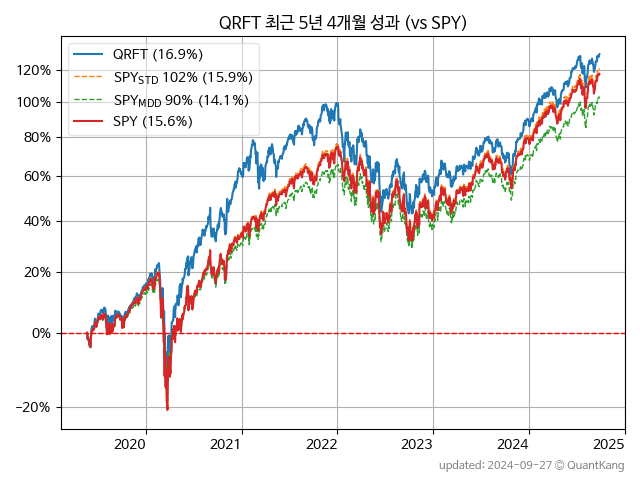 QRFT 최근 5년 4개월 성과 (vs SPY)
QRFT (16.9%)
SPY_STD 102% (15.9%)
SPY_MDD 90% (14.1%)
SPY (15.6%)
120%
100%
80%
60%
40%
20%
0%
−20%
2020 2021 2022 2023 2024 2025
updated: 2024-09-27 © QuantKang